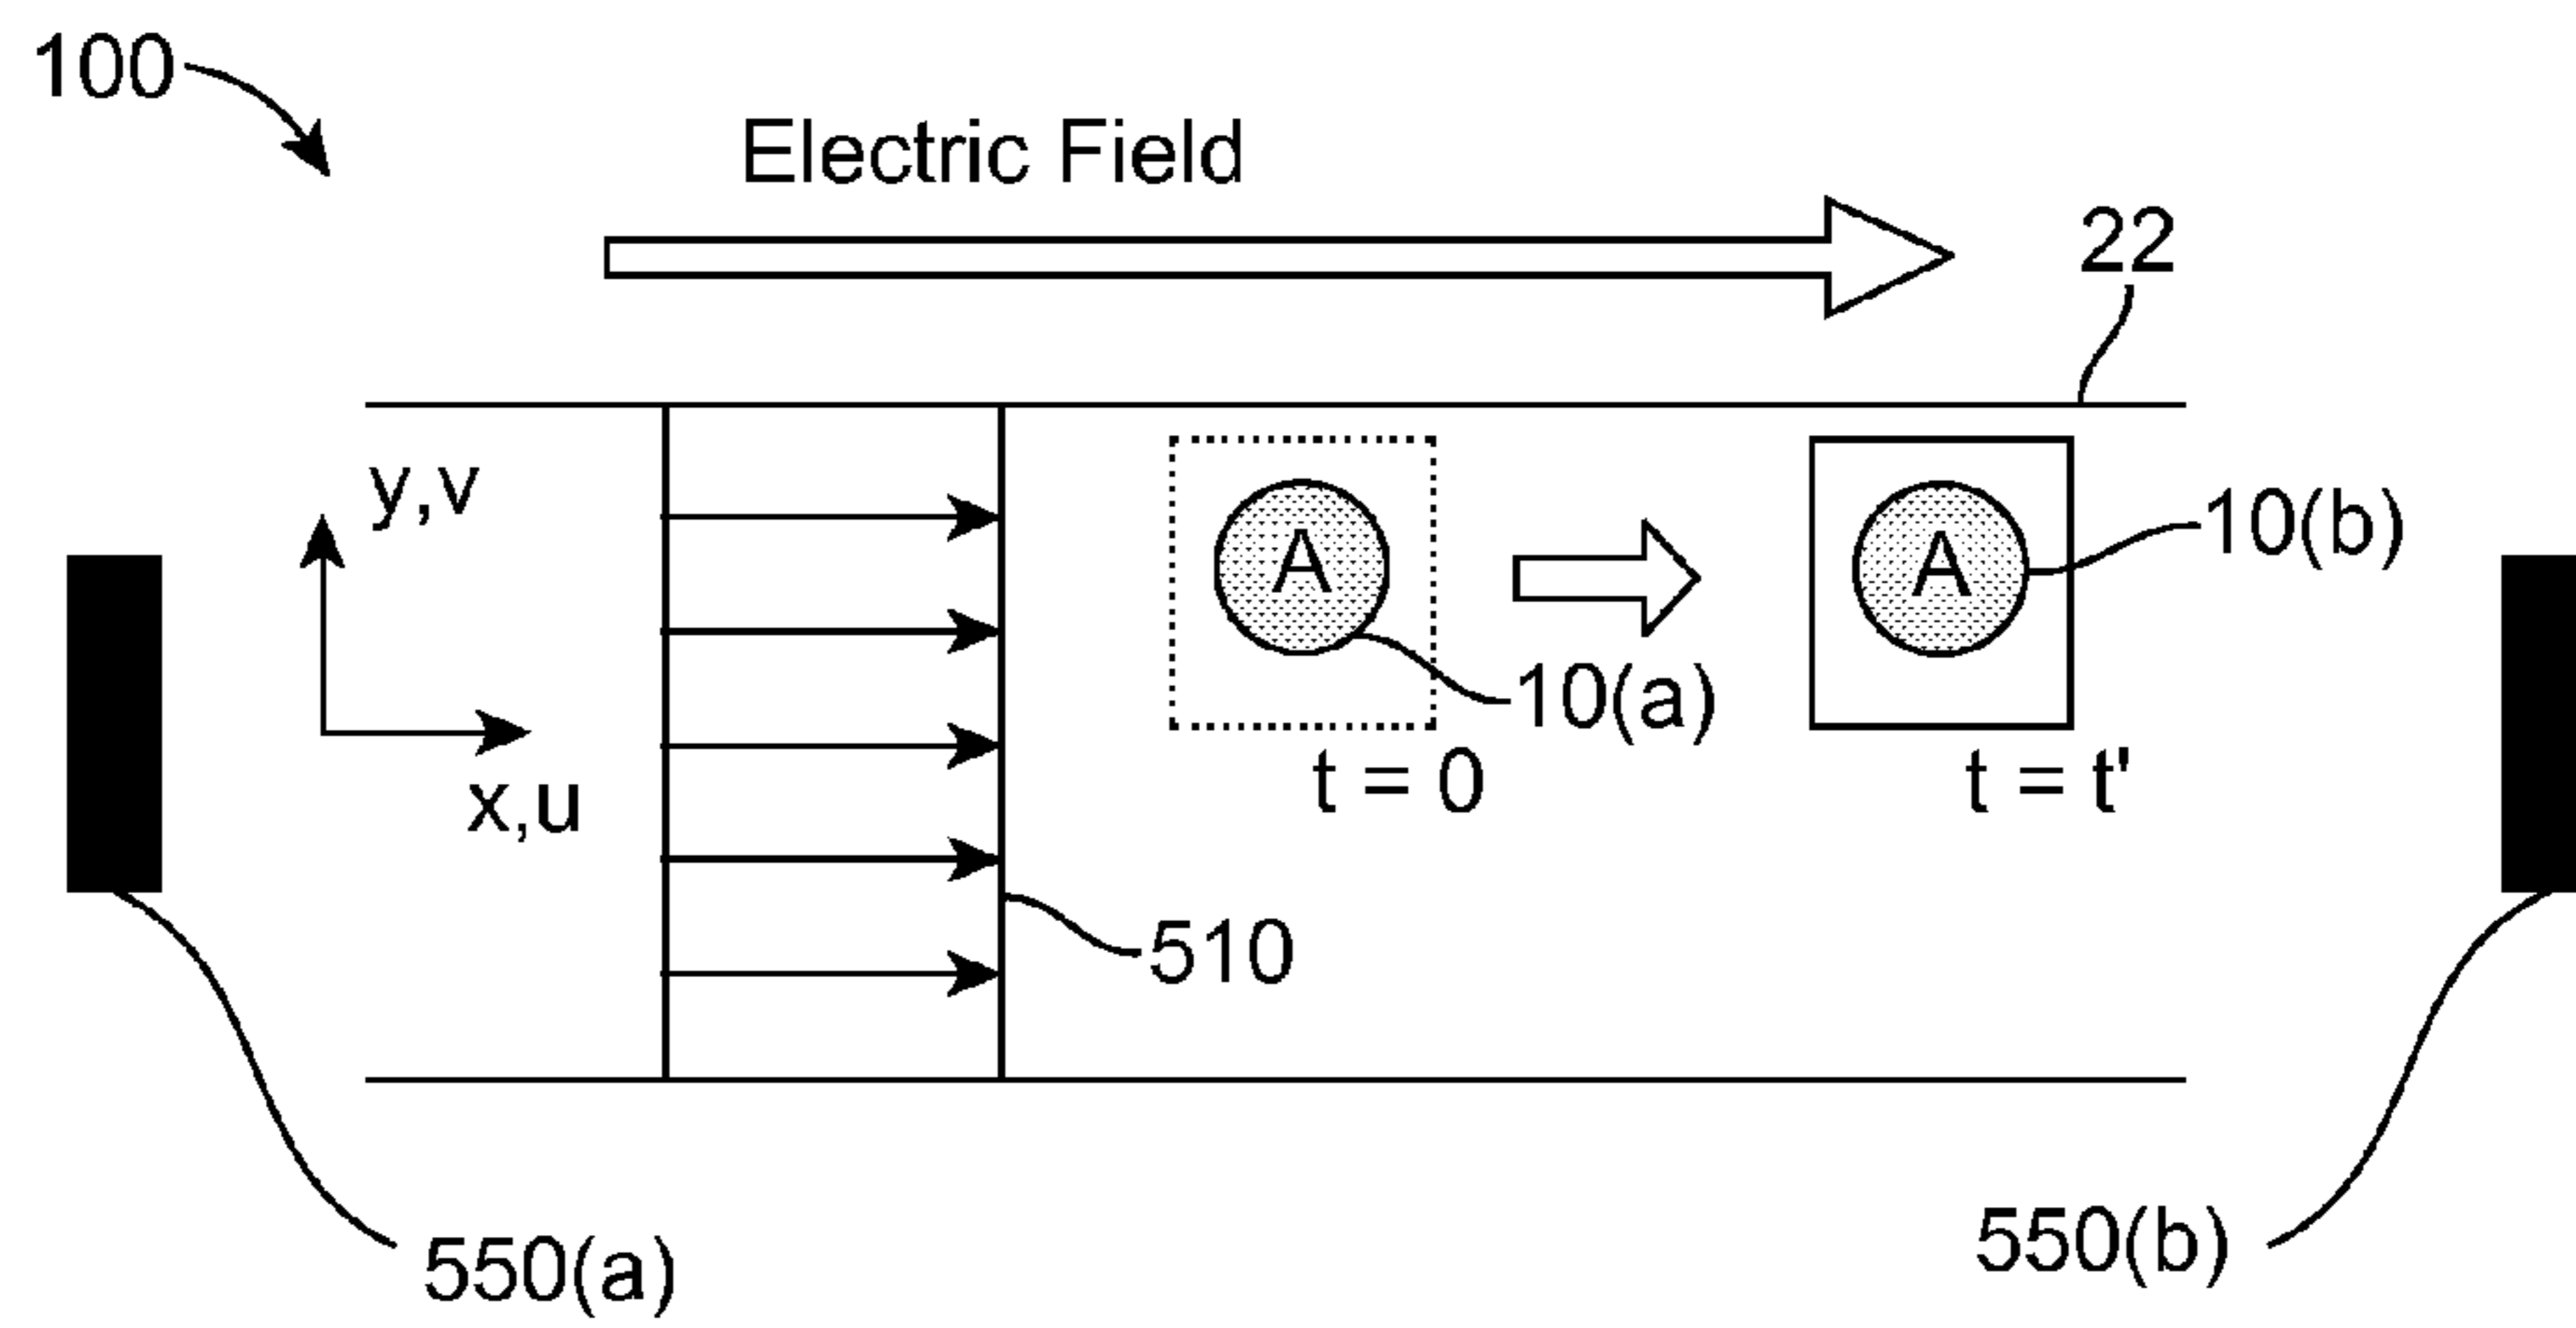 100
Electric Field
22
y,v
A
A
10(b)
10(a)
x,u
t = 0
t = t'
510
550(a)
550(b)